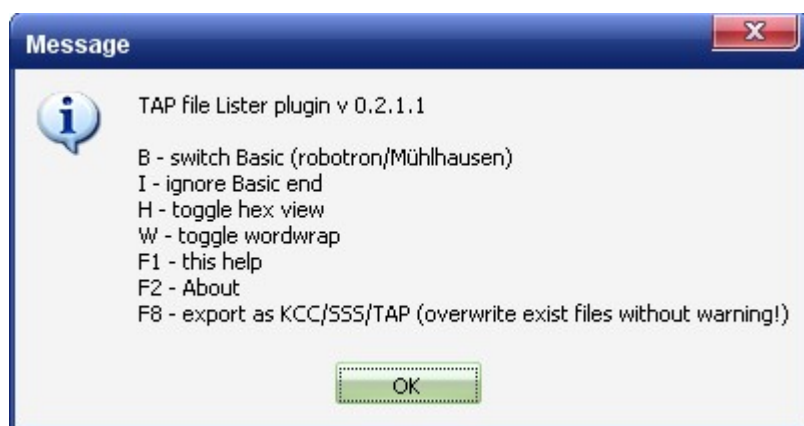 Message
TAP file Lister plugin v 0.2.1.1
B - switch Basic (robotron/Mühlhausen)
I - ignore Basic end
H - toggle hex view
W - toggle wordwrap
F1 - this help
F2 - About
F8 - export as KCC/SSS/TAP (overwrite exist files without warning!)
OK